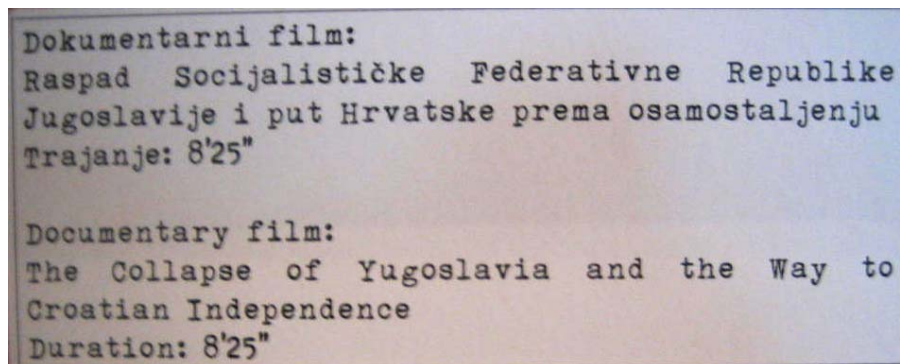 Dokumentarni film:
Raspad Socijalističke Federativne Republike
Jugoslavije i put Hrvatske prema osamostaljenju
Trajanje: 8'25"
Documentary film:
The Collapse of Yugoslavia and the Way to
Croatian Independence
Duration: 8'25"